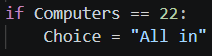 if Computers == 22:
    Choice = "All in"